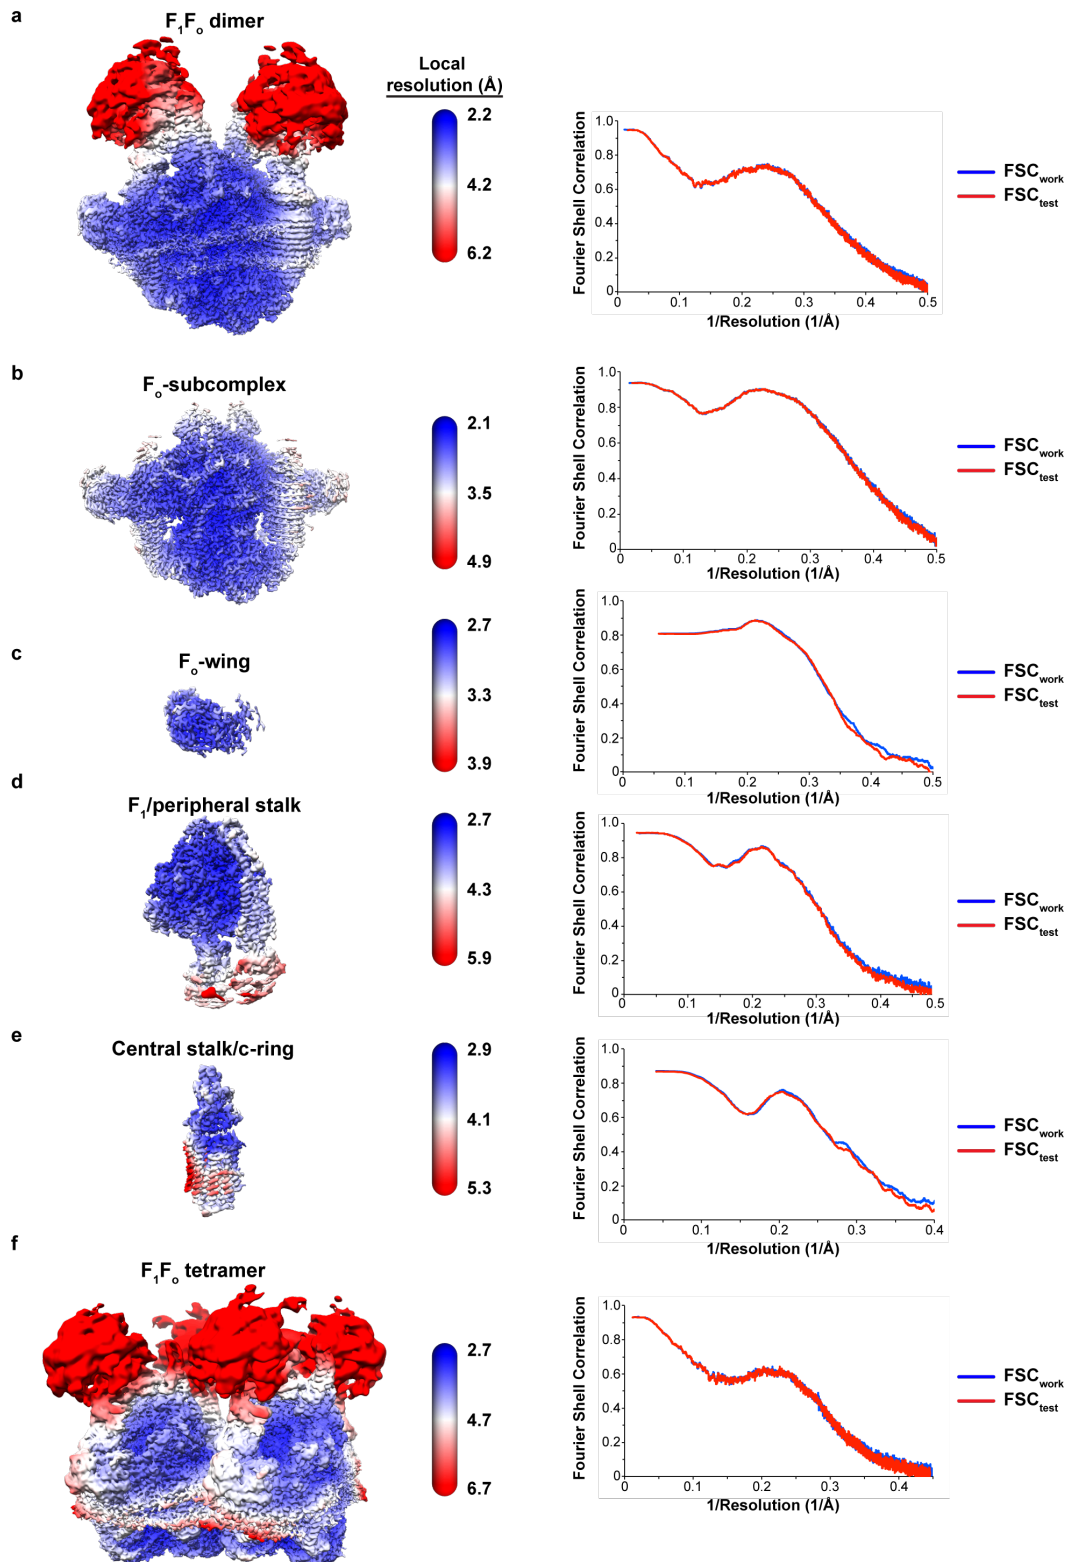 a
F₁Fₒ dimer
Local
resolution (Å)
2.2
4.2
6.2
Fourier Shell Correlation
1.0
0.8
0.6
0.4
0.2
0
0 0.1 0.2 0.3 0.4 0.5
1/Resolution (1/Å)
FSCwork
FSCtest
b
Fₒ-subcomplex
2.1
3.5
4.9
Fourier Shell Correlation
1.0
0.8
0.6
0.4
0.2
0
0 0.1 0.2 0.3 0.4 0.5
1/Resolution (1/Å)
FSCwork
FSCtest
c
Fₒ-wing
2.7
3.3
3.9
Fourier Shell Correlation
1.0
0.8
0.6
0.4
0.2
0
0 0.1 0.2 0.3 0.4 0.5
1/Resolution (1/Å)
FSCwork
FSCtest
d
F₁/peripheral stalk
2.7
4.3
5.9
Fourier Shell Correlation
1.0
0.8
0.6
0.4
0.2
0
0 0.1 0.2 0.3 0.4 0.5
1/Resolution (1/Å)
FSCwork
FSCtest
e
Central stalk/c-ring
2.9
4.1
5.3
Fourier Shell Correlation
1.0
0.8
0.6
0.4
0.2
0
0 0.1 0.2 0.3 0.4
1/Resolution (1/Å)
FSCwork
FSCtest
f
F₁Fₒ tetramer
2.7
4.7
6.7
Fourier Shell Correlation
1.0
0.8
0.6
0.4
0.2
0
0 0.1 0.2 0.3 0.4
1/Resolution (1/Å)
FSCwork
FSCtest